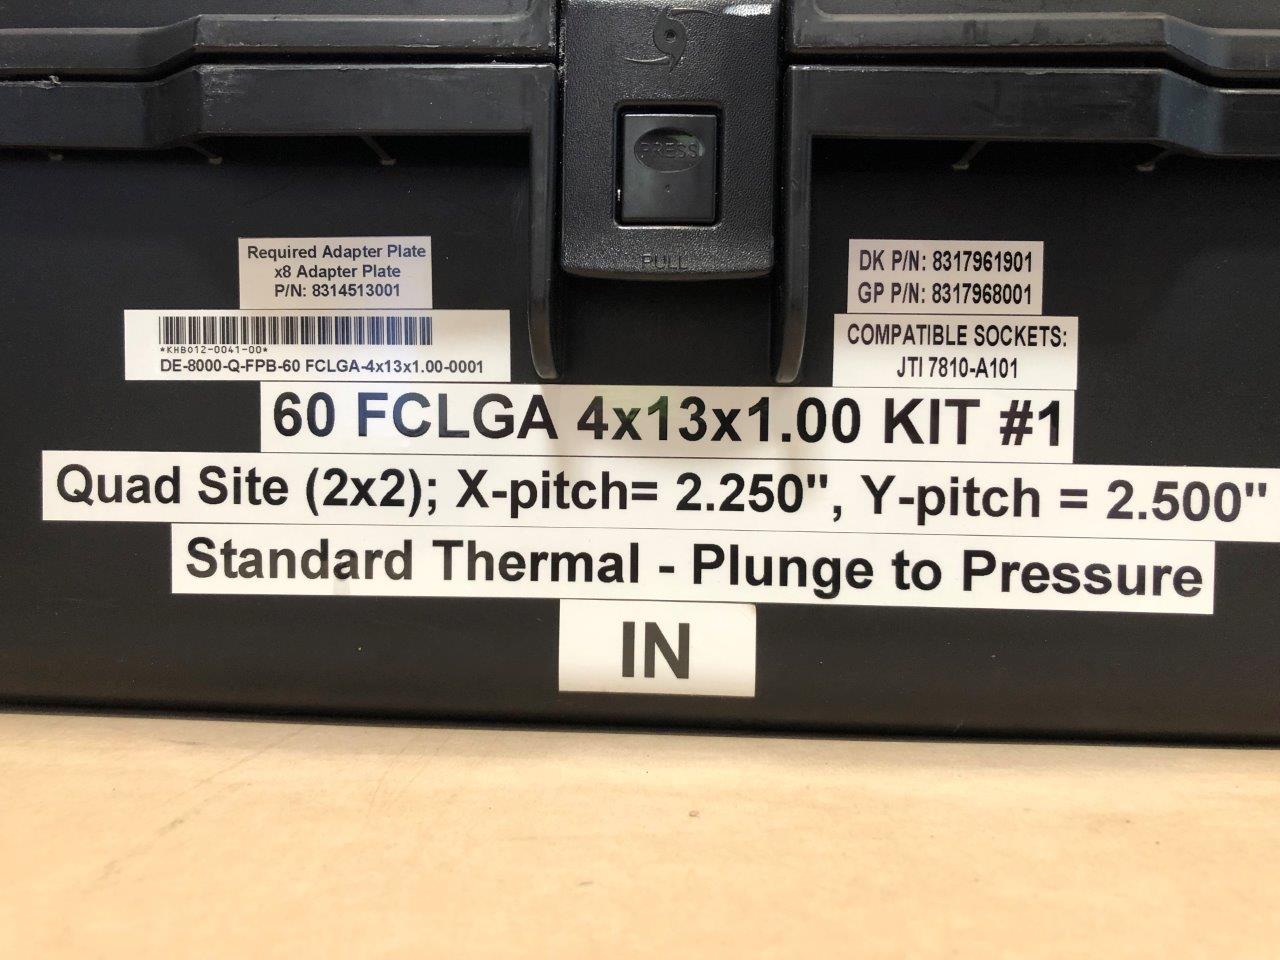 PRESS
PULL
Required Adapter Plate
x8 Adapter Plate
P/N: 8314513001
DK P/N: 8317961901
GP P/N: 8317968001
*KHB012-0041-00*
DE-8000-Q-FPB-60 FCLGA-4x13x1.00-0001
COMPATIBLE SOCKETS:
JTI 7810-A101
60 FCLGA 4x13x1.00 KIT #1
Quad Site (2x2); X-pitch= 2.250", Y-pitch = 2.500"
Standard Thermal - Plunge to Pressure
IN